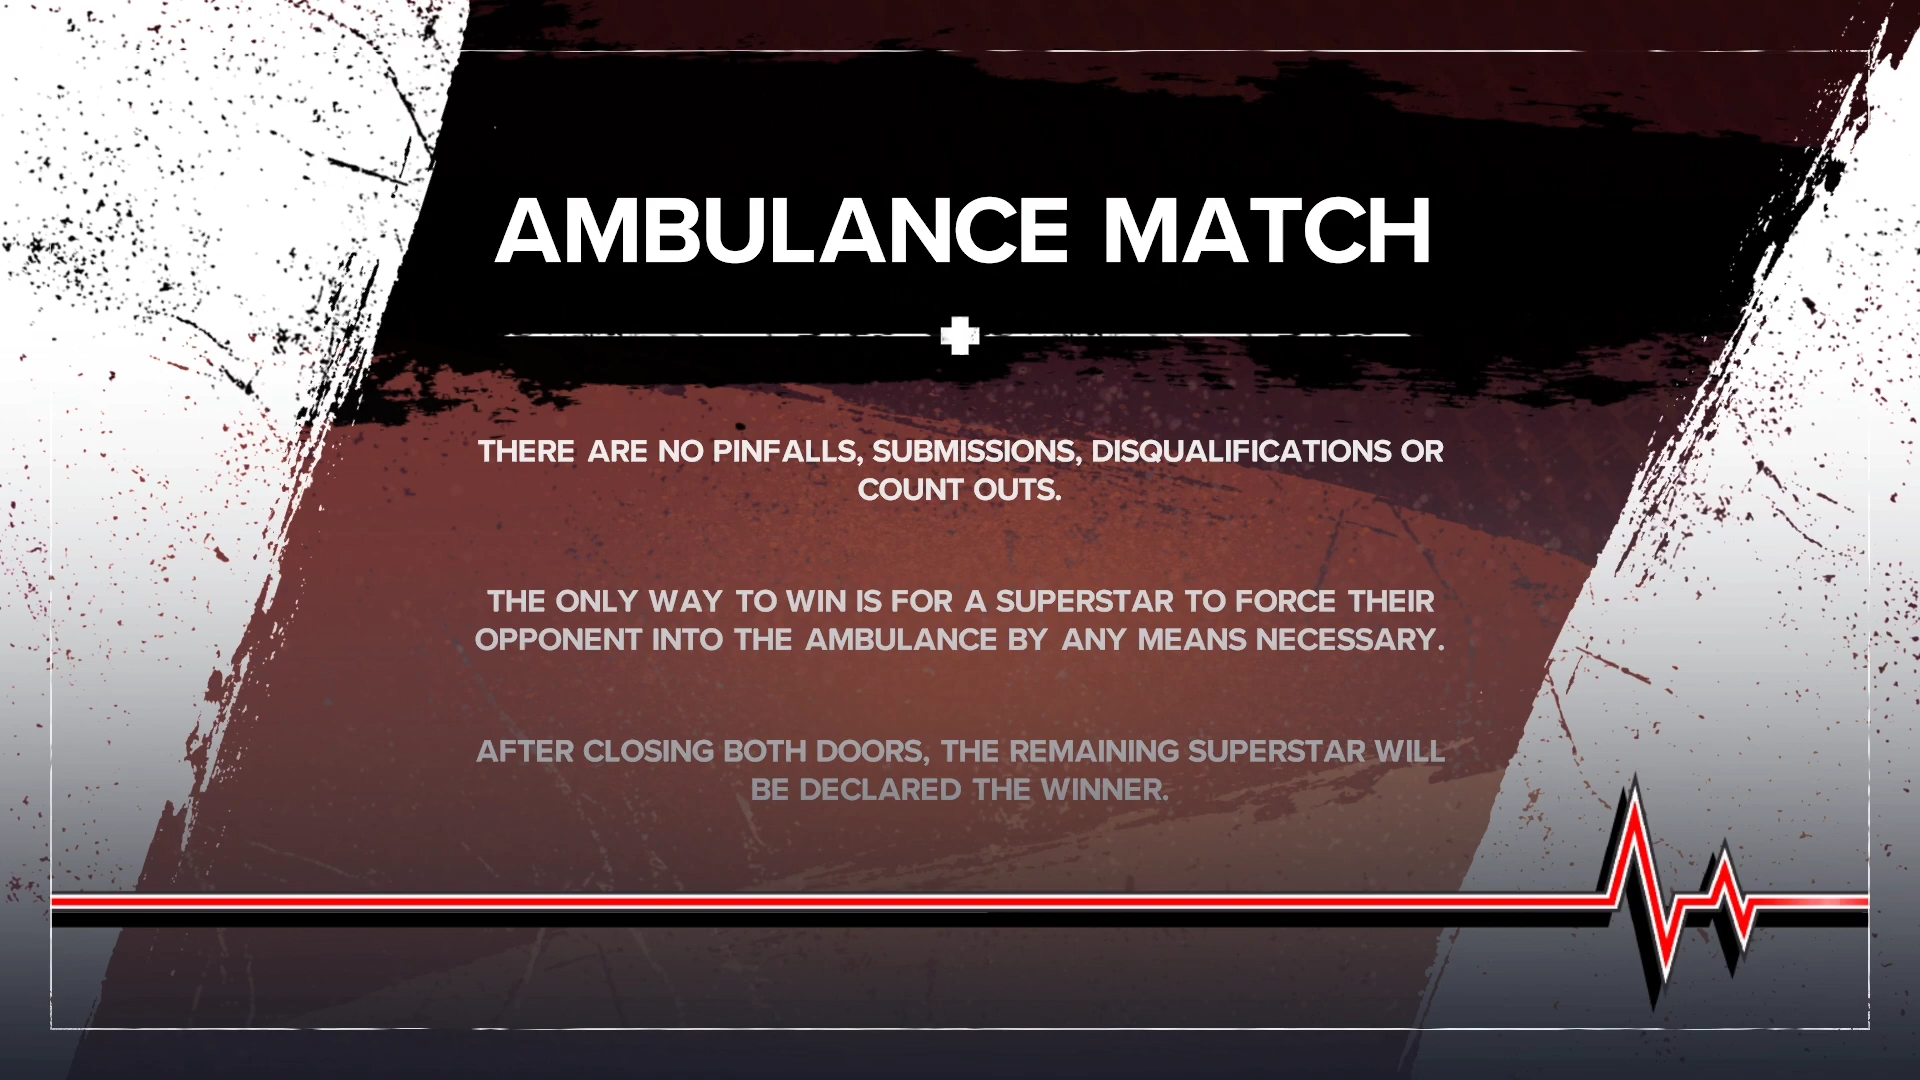 AMBULANCE MATCH
THERE ARE NO PINFALLS, SUBMISSIONS, DISQUALIFICATIONS OR
COUNT OUTS.
THE ONLY WAY TO WIN IS FOR A SUPERSTAR TO FORCE THEIR
OPPONENT INTO THE AMBULANCE BY ANY MEANS NECESSARY.
AFTER CLOSING BOTH DOORS, THE REMAINING SUPERSTAR WILL
BE DECLARED THE WINNER.